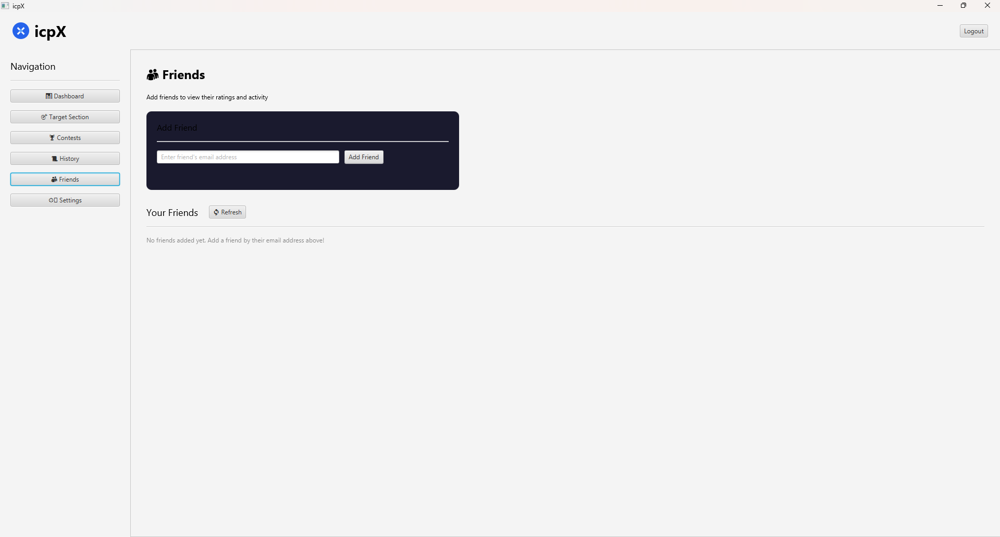 icpX
icpX
Logout
Navigation
Dashboard
Target Section
Contests
History
Friends
Settings
Friends
Add friends to view their ratings and activity
Add Friend
Enter friend's email address
Add Friend
Your Friends
Refresh
No friends added yet. Add a friend by their email address above!